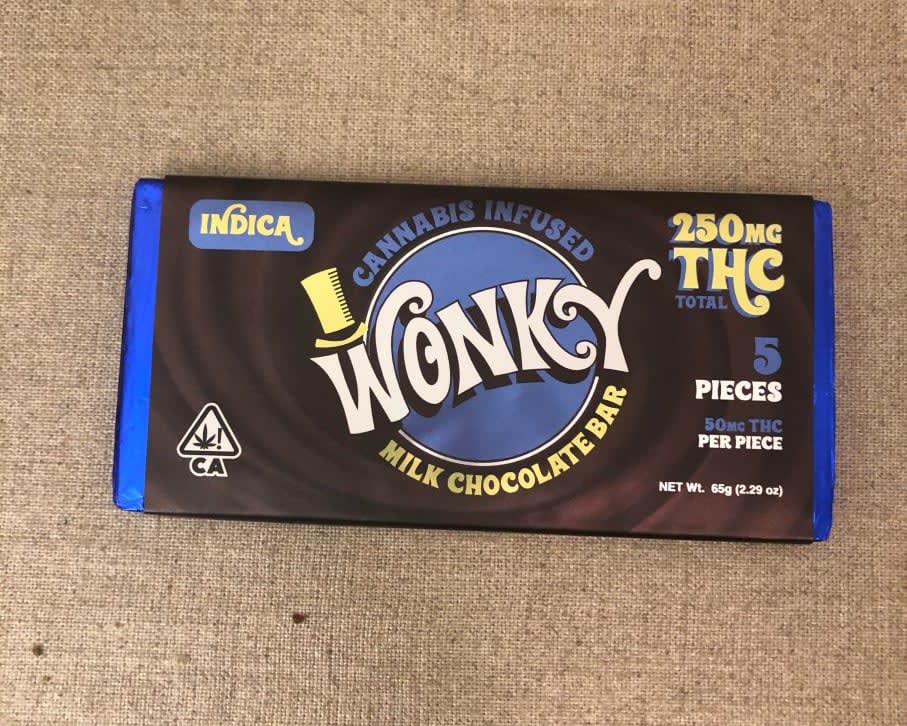 INDICA
CANNABIS INFUSED
WONKY
MILK CHOCOLATE BAR
250MG
THC
TOTAL
5
PIECES
50MG THC
PER PIECE
NET Wt. 65g (2.29 oz)
!
CA